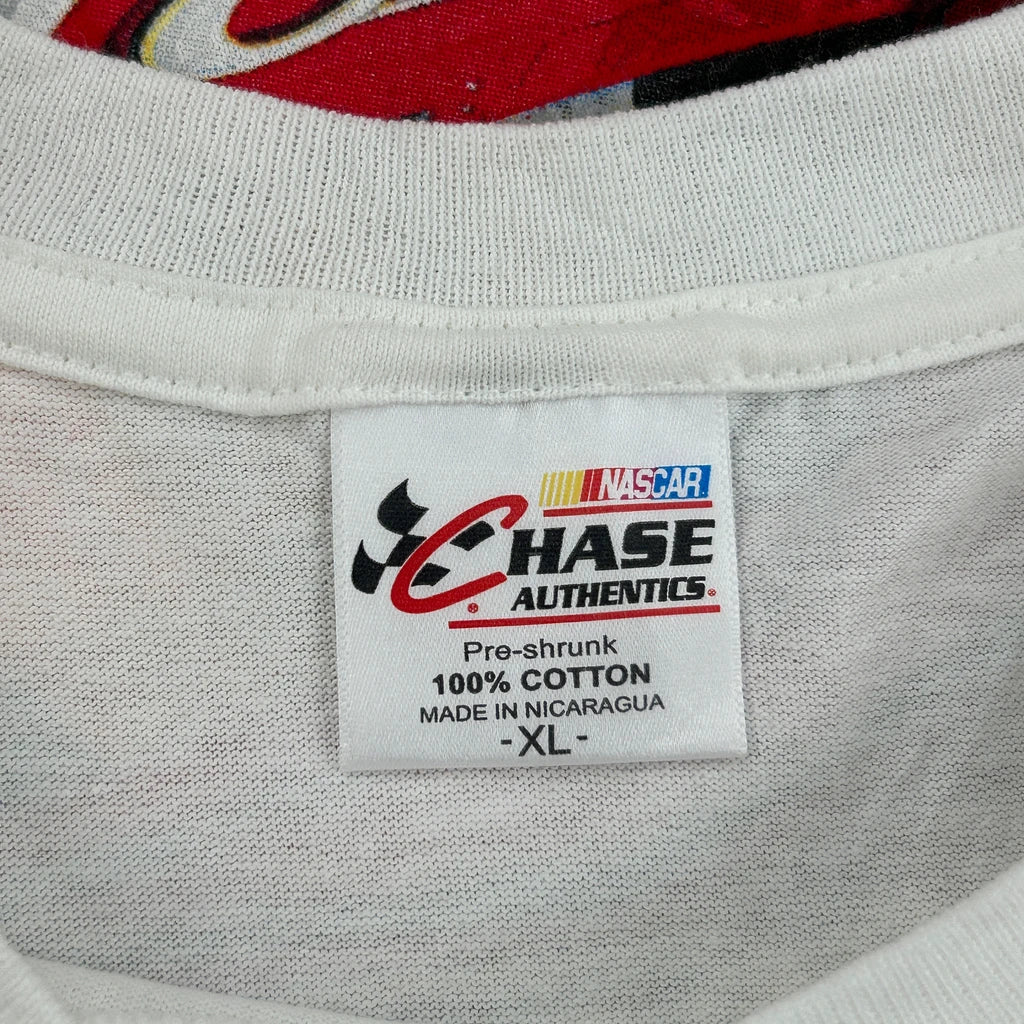 NASCAR
CHASE
AUTHENTICS
Pre-shrunk
100% COTTON
MADE IN NICARAGUA
-XL-